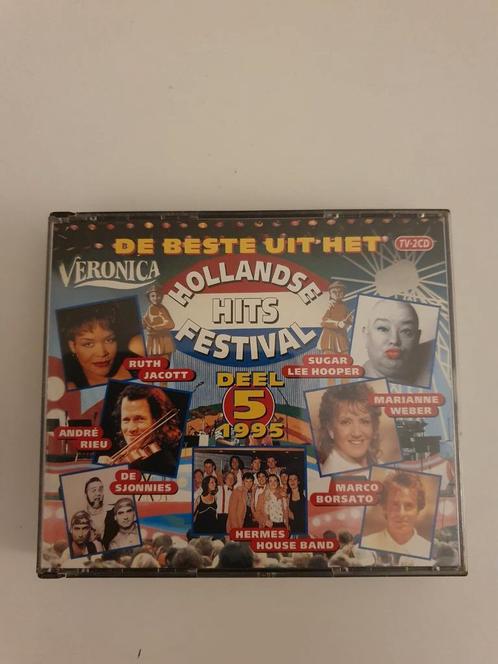 DE BESTE UIT HET
TV-2CD
VERONICA
HOLLANDSE
HITS
FESTIVAL
DEEL
5
1995
RUTH
JACOTT
SUGAR
LEE HOOPER
ANDRÉ
RIEU
MARIANNE
WEBER
DE
SJONNIES
HERMES
HOUSE BAND
MARCO
BORSATO